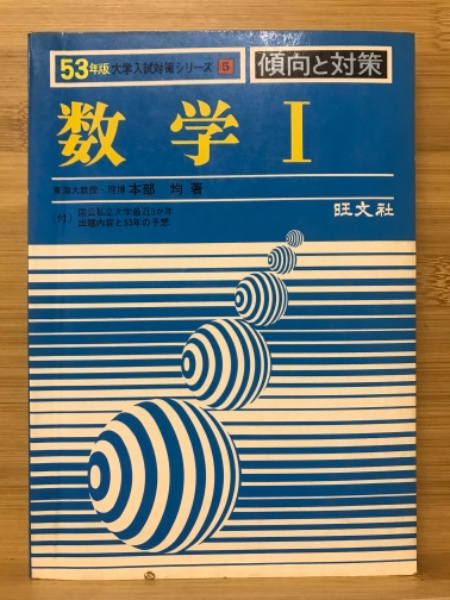 53年版 大学入試対策シリーズ 5
傾向と対策
数学 I
東海大教授・理博 本部 均 著
(付) 国公私立大学最近3か年
出題内容と53年の予想
旺文社